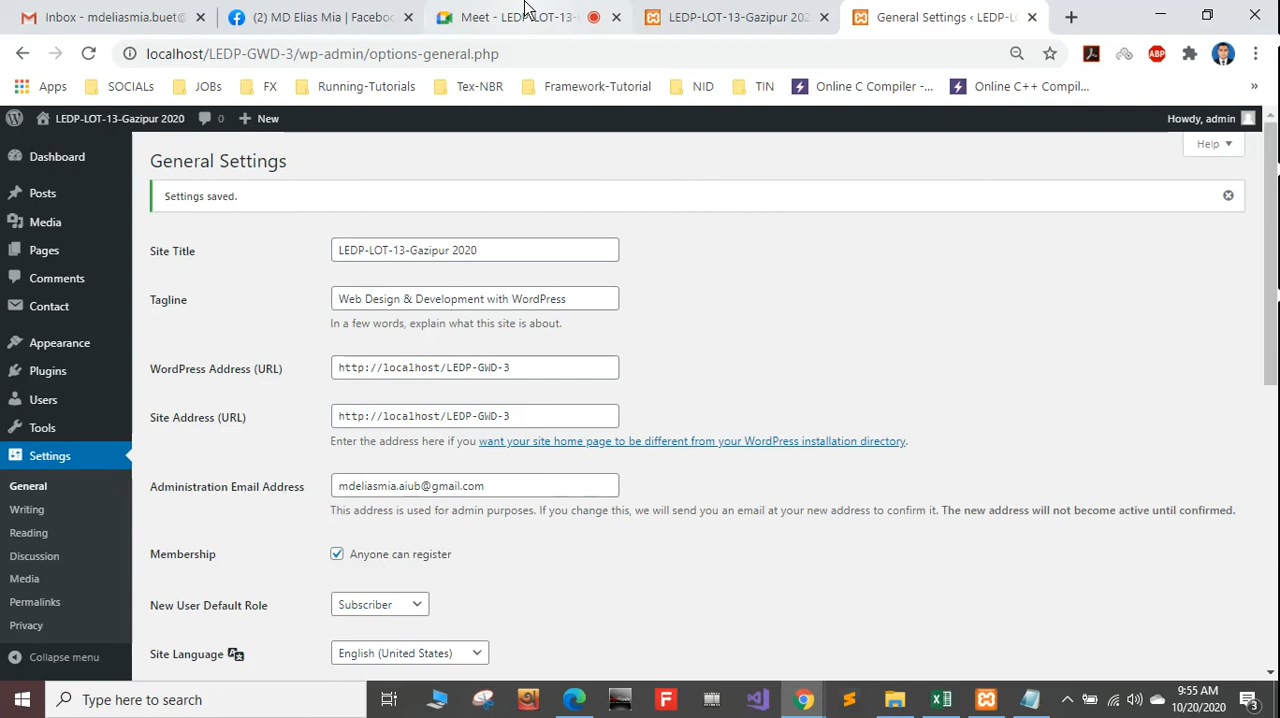 Inbox - mdeliasmia.buet@
(2) MD Elias Mia | Faceboo
Meet - LEDP-LOT-13-
LEDP-LOT-13-Gazipur 202
General Settings ‹ LEDP-L
localhost/LEDP-GWD-3/wp-admin/options-general.php
Apps
SOCIALs
JOBs
FX
Running-Tutorials
Tex-NBR
Framework-Tutorial
NID
TIN
Online C Compiler -...
Online C++ Compil...
»
LEDP-LOT-13-Gazipur 2020
0
New
Howdy, admin
Dashboard
Posts
Media
Pages
Comments
Contact
Appearance
Plugins
Users
Tools
Settings
General
Writing
Reading
Discussion
Media
Permalinks
Privacy
Collapse menu
General Settings
Help
Settings saved.
Site Title
LEDP-LOT-13-Gazipur 2020
Tagline
Web Design & Development with WordPress
In a few words, explain what this site is about.
WordPress Address (URL)
http://localhost/LEDP-GWD-3
Site Address (URL)
http://localhost/LEDP-GWD-3
Enter the address here if you want your site home page to be different from your WordPress installation directory.
Administration Email Address
mdeliasmia.aiub@gmail.com
This address is used for admin purposes. If you change this, we will send you an email at your new address to confirm it. The new address will not become active until confirmed.
Membership
Anyone can register
New User Default Role
Subscriber
Site Language
English (United States)
Type here to search
9:55 AM
10/20/2020
3